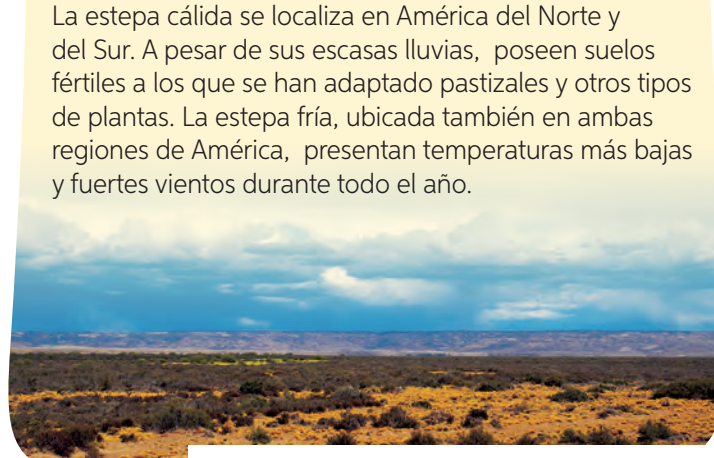 La estepa cálida se localiza en América del Norte y
del Sur. A pesar de sus escasas lluvias,  poseen suelos
fértiles a los que se han adaptado pastizales y otros tipos
de plantas. La estepa fría, ubicada también en ambas
regiones de América,  presentan temperaturas más bajas
y fuertes vientos durante todo el año.